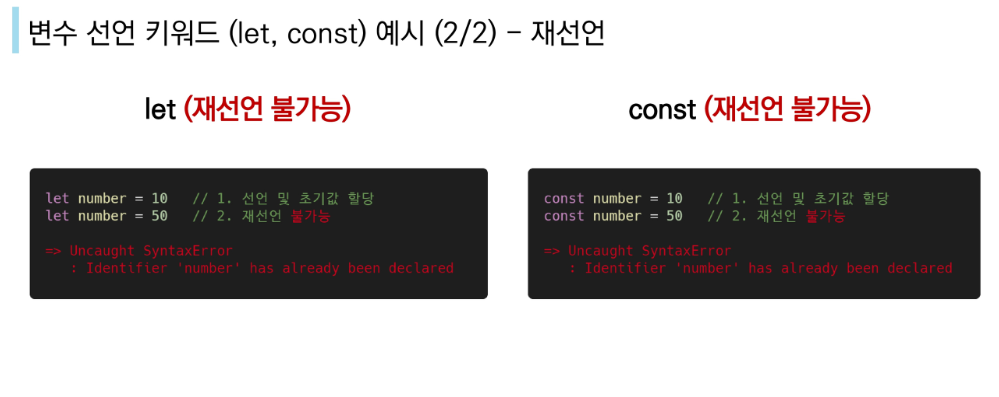 변수 선언 키워드 (let, const) 예시 (2/2) - 재선언
let (재선언 불가능)
let number = 10   // 1. 선언 및 초기값 할당
let number = 50   // 2. 재선언 불가능
=> Uncaught SyntaxError
   : Identifier 'number' has already been declared
const (재선언 불가능)
const number = 10   // 1. 선언 및 초기값 할당
const number = 50   // 2. 재선언 불가능
=> Uncaught SyntaxError
   : Identifier 'number' has already been declared